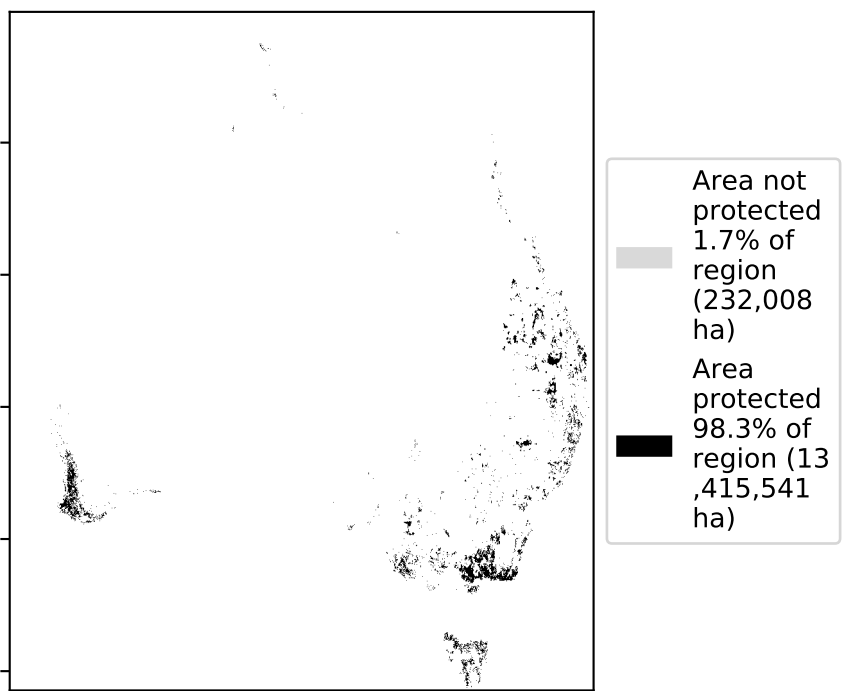 Area not
protected
1.7% of
region
(232,008
ha)
Area
protected
98.3% of
region (13
,415,541
ha)